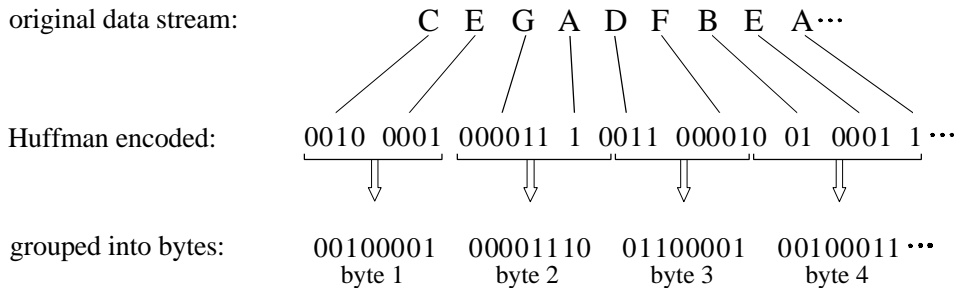 original data stream: C E G A D F B E A ···
Huffman encoded: 0010 0001 000011 1 0011 000010 01 0001 1 ···
grouped into bytes: 00100001 00001110 01100001 00100011 ···
byte 1 byte 2 byte 3 byte 4